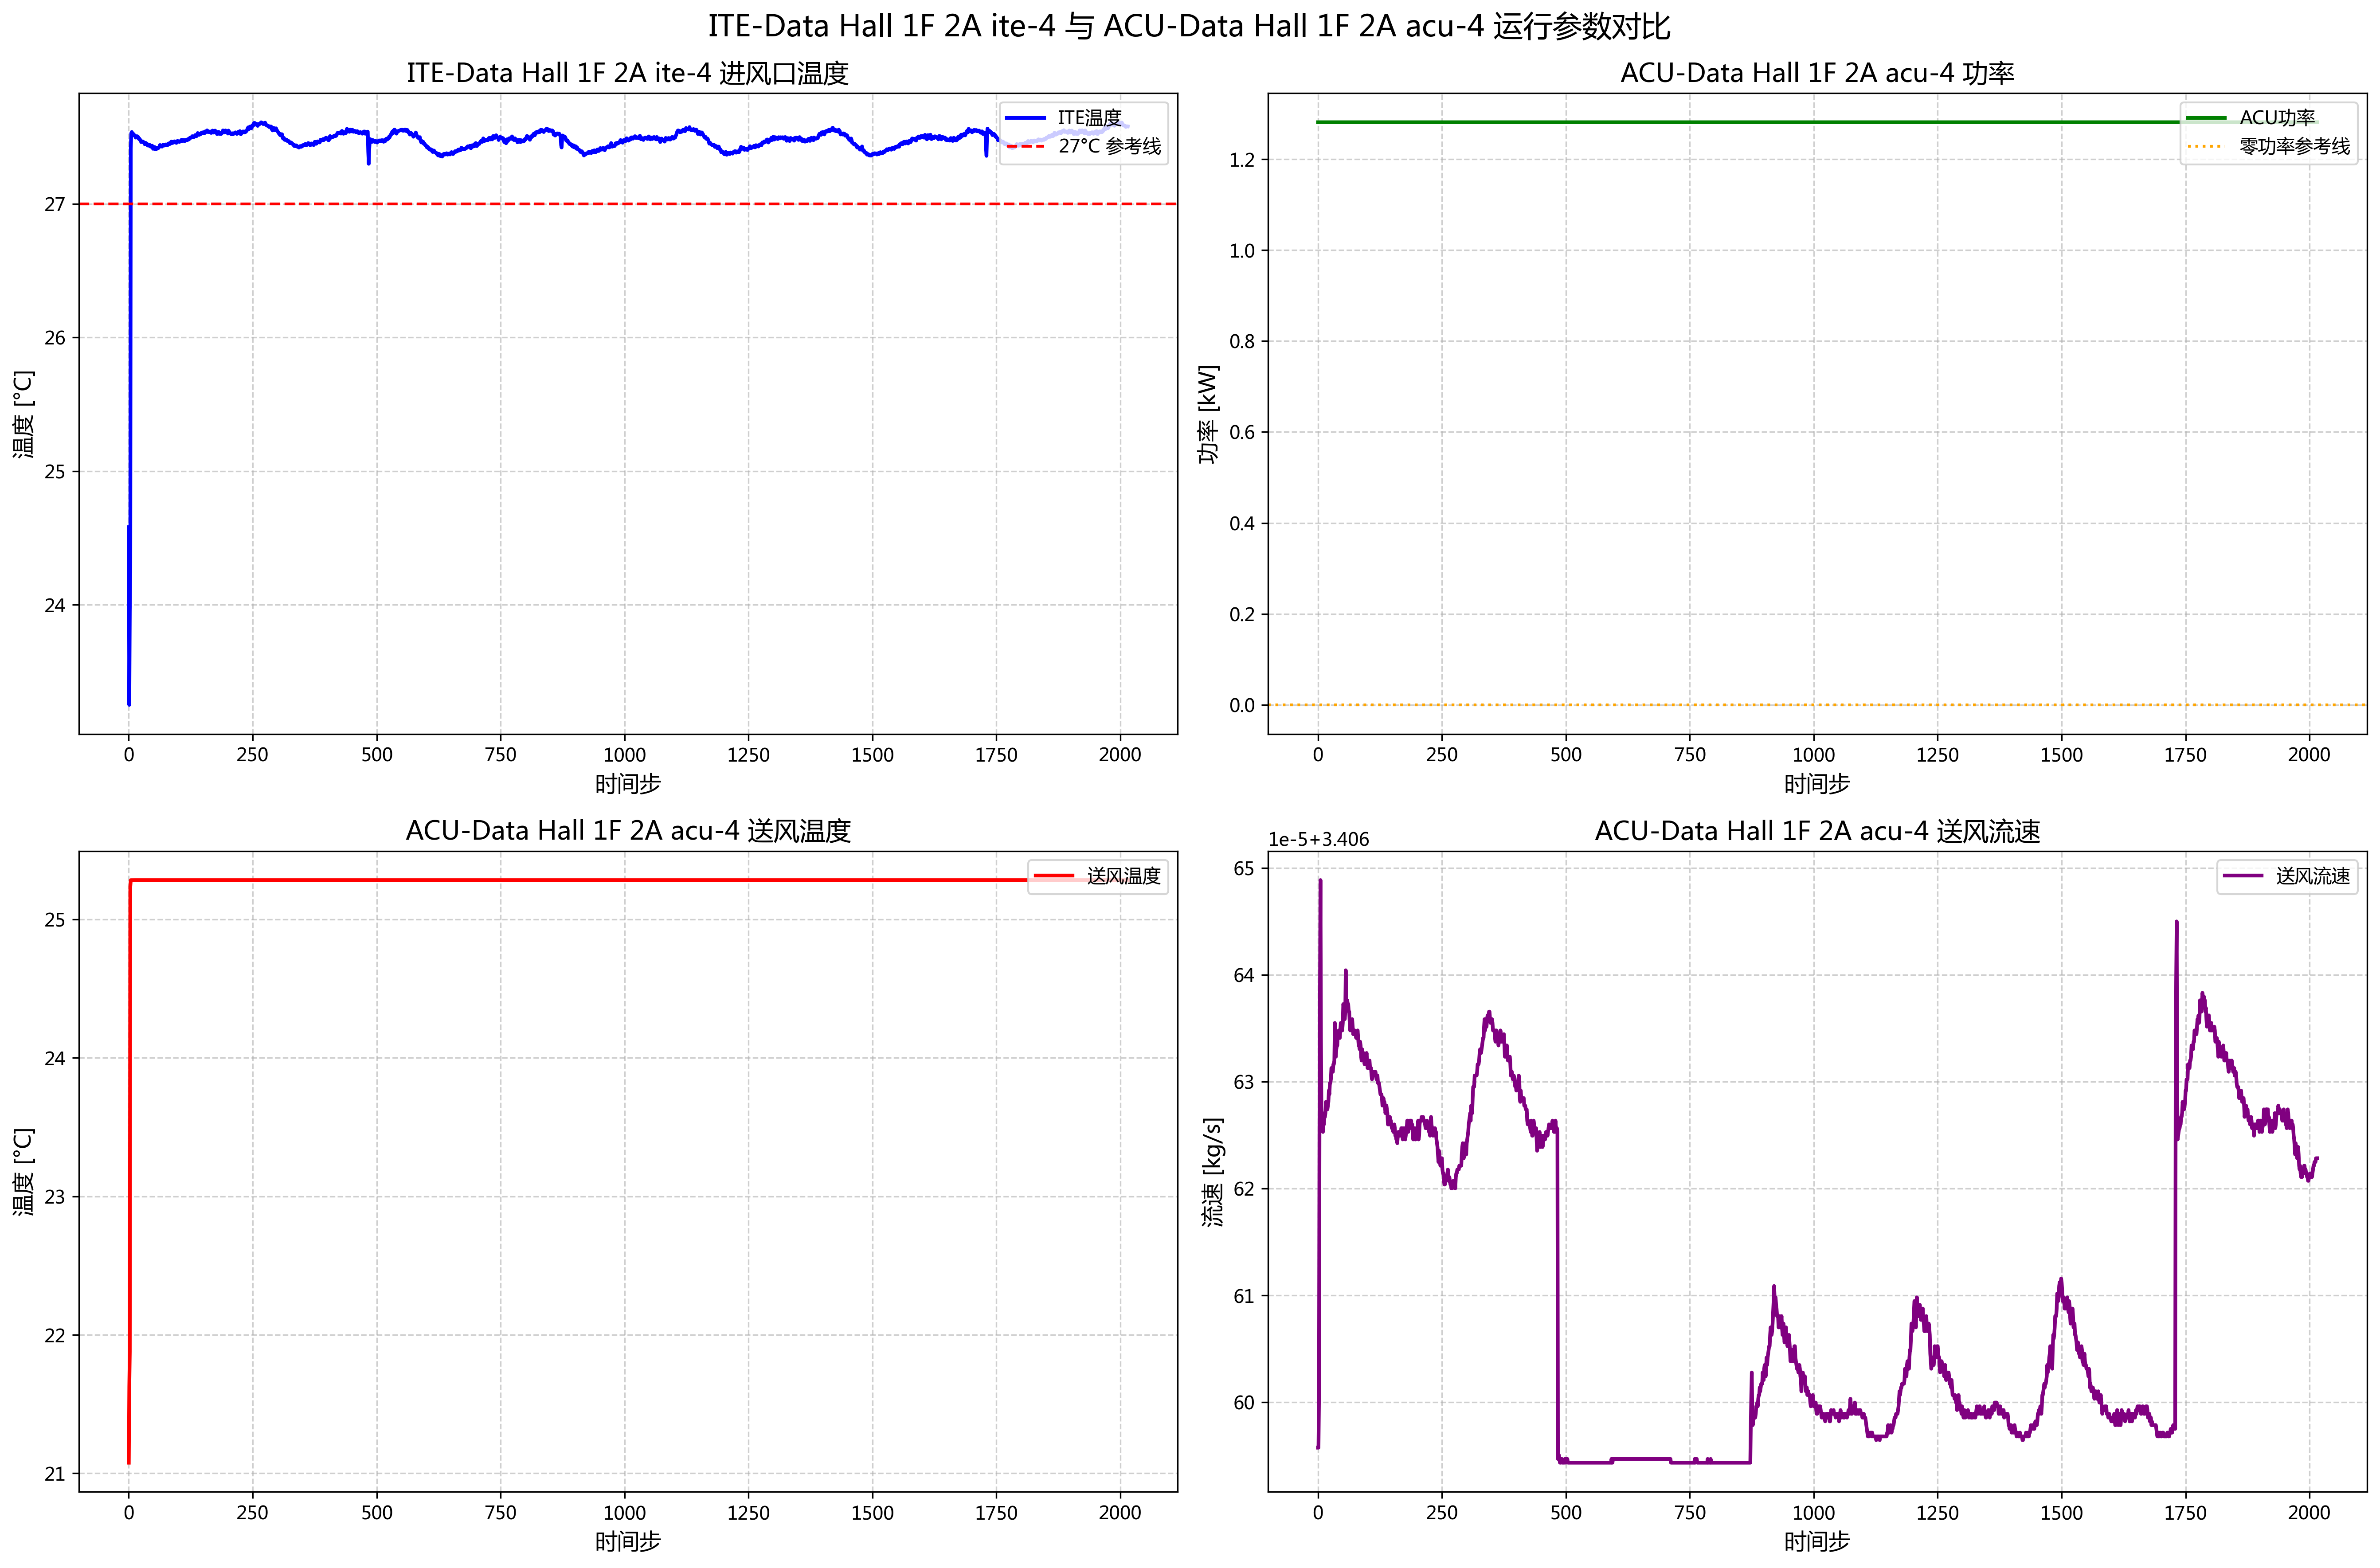 ITE-Data Hall 1F 2A ite-4 与 ACU-Data Hall 1F 2A acu-4 运行参数对比
ITE-Data Hall 1F 2A ite-4 进风口温度
温度 [°C]
27
26
25
24
ITE温度
27°C 参考线
0 250 500 750 1000 1250 1500 1750 2000
时间步
ACU-Data Hall 1F 2A acu-4 功率
功率 [kW]
1.2
1.0
0.8
0.6
0.4
0.2
0.0
ACU功率
零功率参考线
0 250 500 750 1000 1250 1500 1750 2000
时间步
ACU-Data Hall 1F 2A acu-4 送风温度
温度 [°C]
25
24
23
22
21
送风温度
0 250 500 750 1000 1250 1500 1750 2000
时间步
ACU-Data Hall 1F 2A acu-4 送风流速
1e-5+3.406
流速 [kg/s]
65
64
63
62
61
60
送风流速
0 250 500 750 1000 1250 1500 1750 2000
时间步